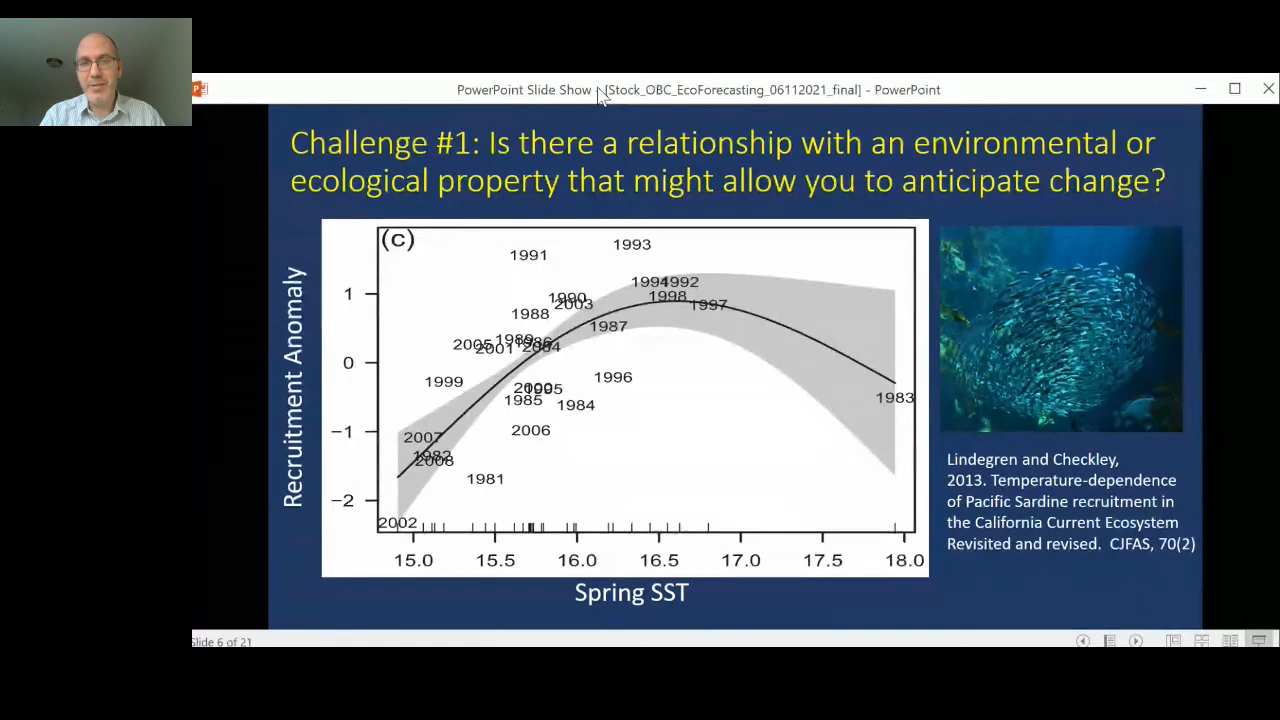 PowerPoint Slide Show - [Stock_OBC_EcoForecasting_06112021_final] - PowerPoint
Challenge #1: Is there a relationship with an environmental or
ecological property that might allow you to anticipate change?
(c)
Recruitment Anomaly
1
0
−1
−2
1991
1993
1994
1992
1990
2003
1998
1997
1988
1987
2005
1989
1986
2001
2004
1999
1996
2000
1995
1985
1984
2006
2007
1982
2008
1981
2002
1983
15.0 15.5 16.0 16.5 17.0 17.5 18.0
Spring SST
Lindegren and Checkley,
2013. Temperature-dependence
of Pacific Sardine recruitment in
the California Current Ecosystem
Revisited and revised. CJFAS, 70(2)
Slide 6 of 21